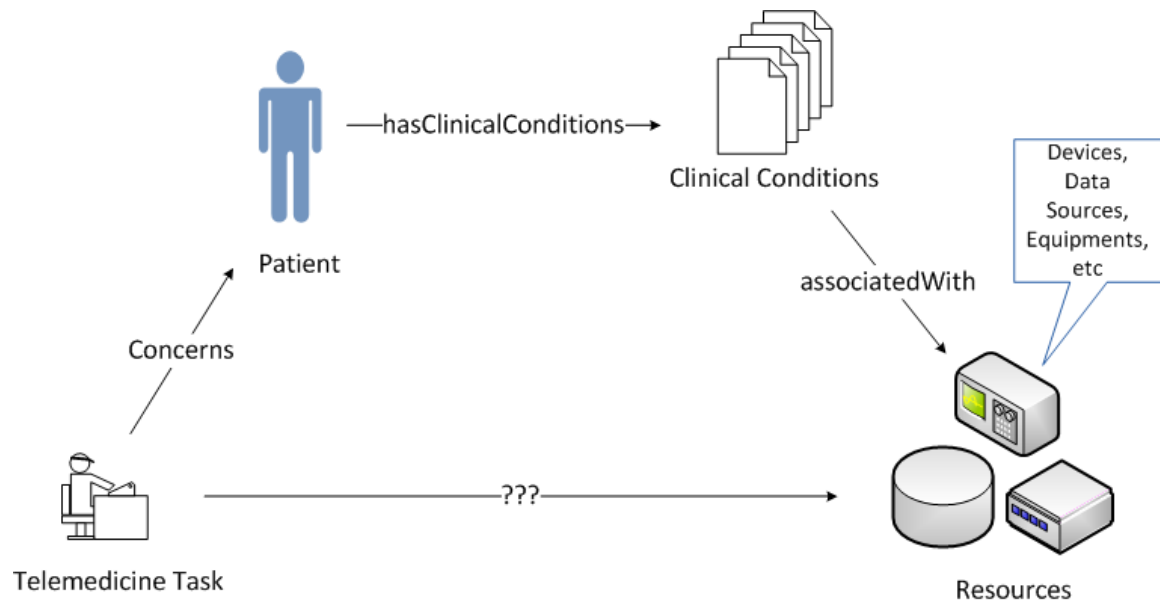 hasClinicalConditions
Clinical Conditions
Devices,
Data
Sources,
Equipments,
etc
Patient
associatedWith
Concerns
???
Telemedicine Task
Resources